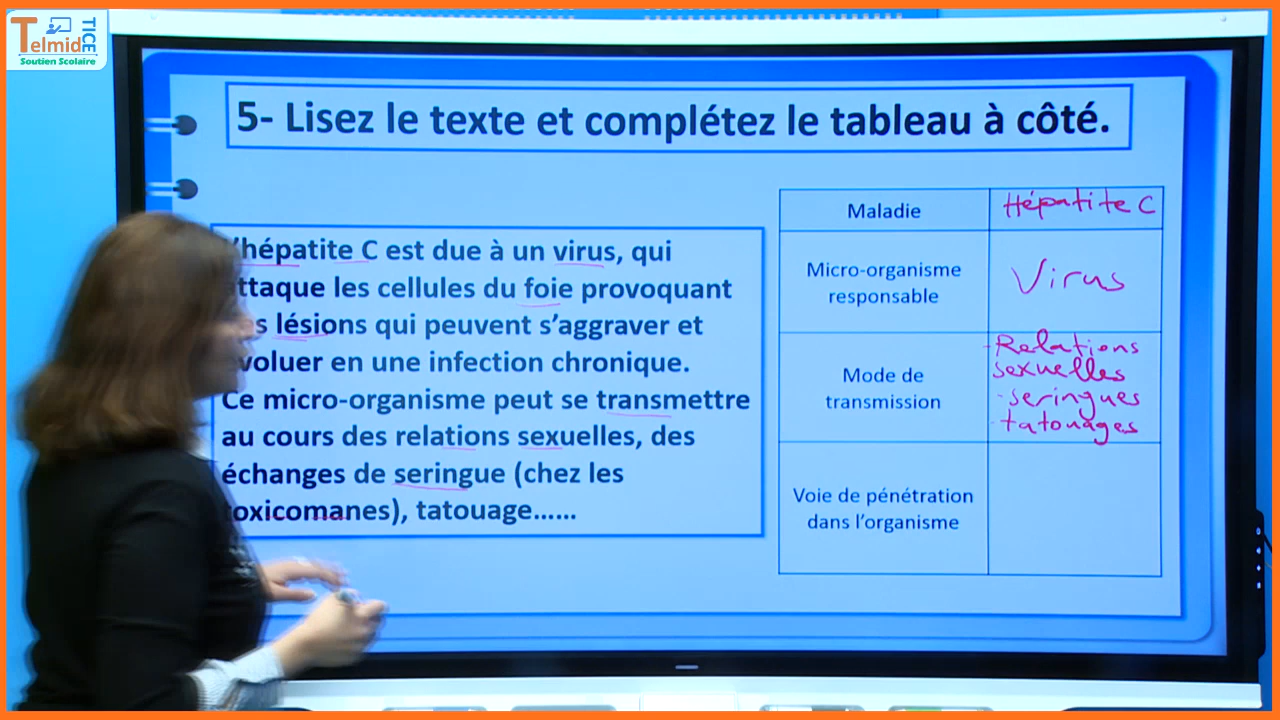 Telmid TICE
Soutien Scolaire
5- Lisez le texte et complétez le tableau à côté.
L'hépatite C est due à un virus, qui
attaque les cellules du foie provoquant
lésions qui peuvent s'aggraver et
évoluer en une infection chronique.
Ce micro-organisme peut se transmettre
au cours des relations sexuelles, des
échanges de seringue (chez les
toxicomanes), tatouage......
Maladie
Hépatite C
Micro-organisme
responsable
Virus
Mode de
transmission
- Relations
sexuelles
- seringues
- tatouages
Voie de pénétration
dans l'organisme